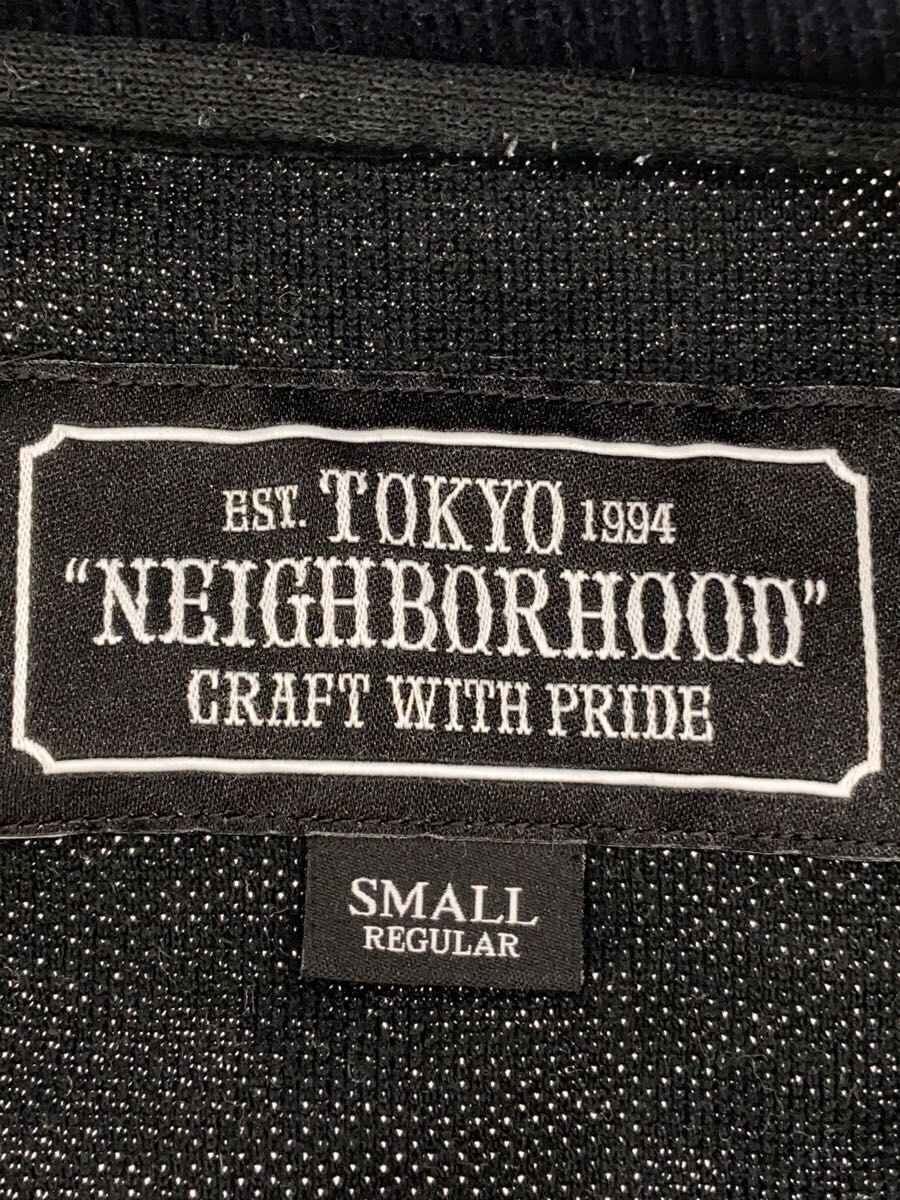 EST. TOKYO 1994
“NEIGHBORHOOD”
CRAFT WITH PRIDE
SMALL
REGULAR